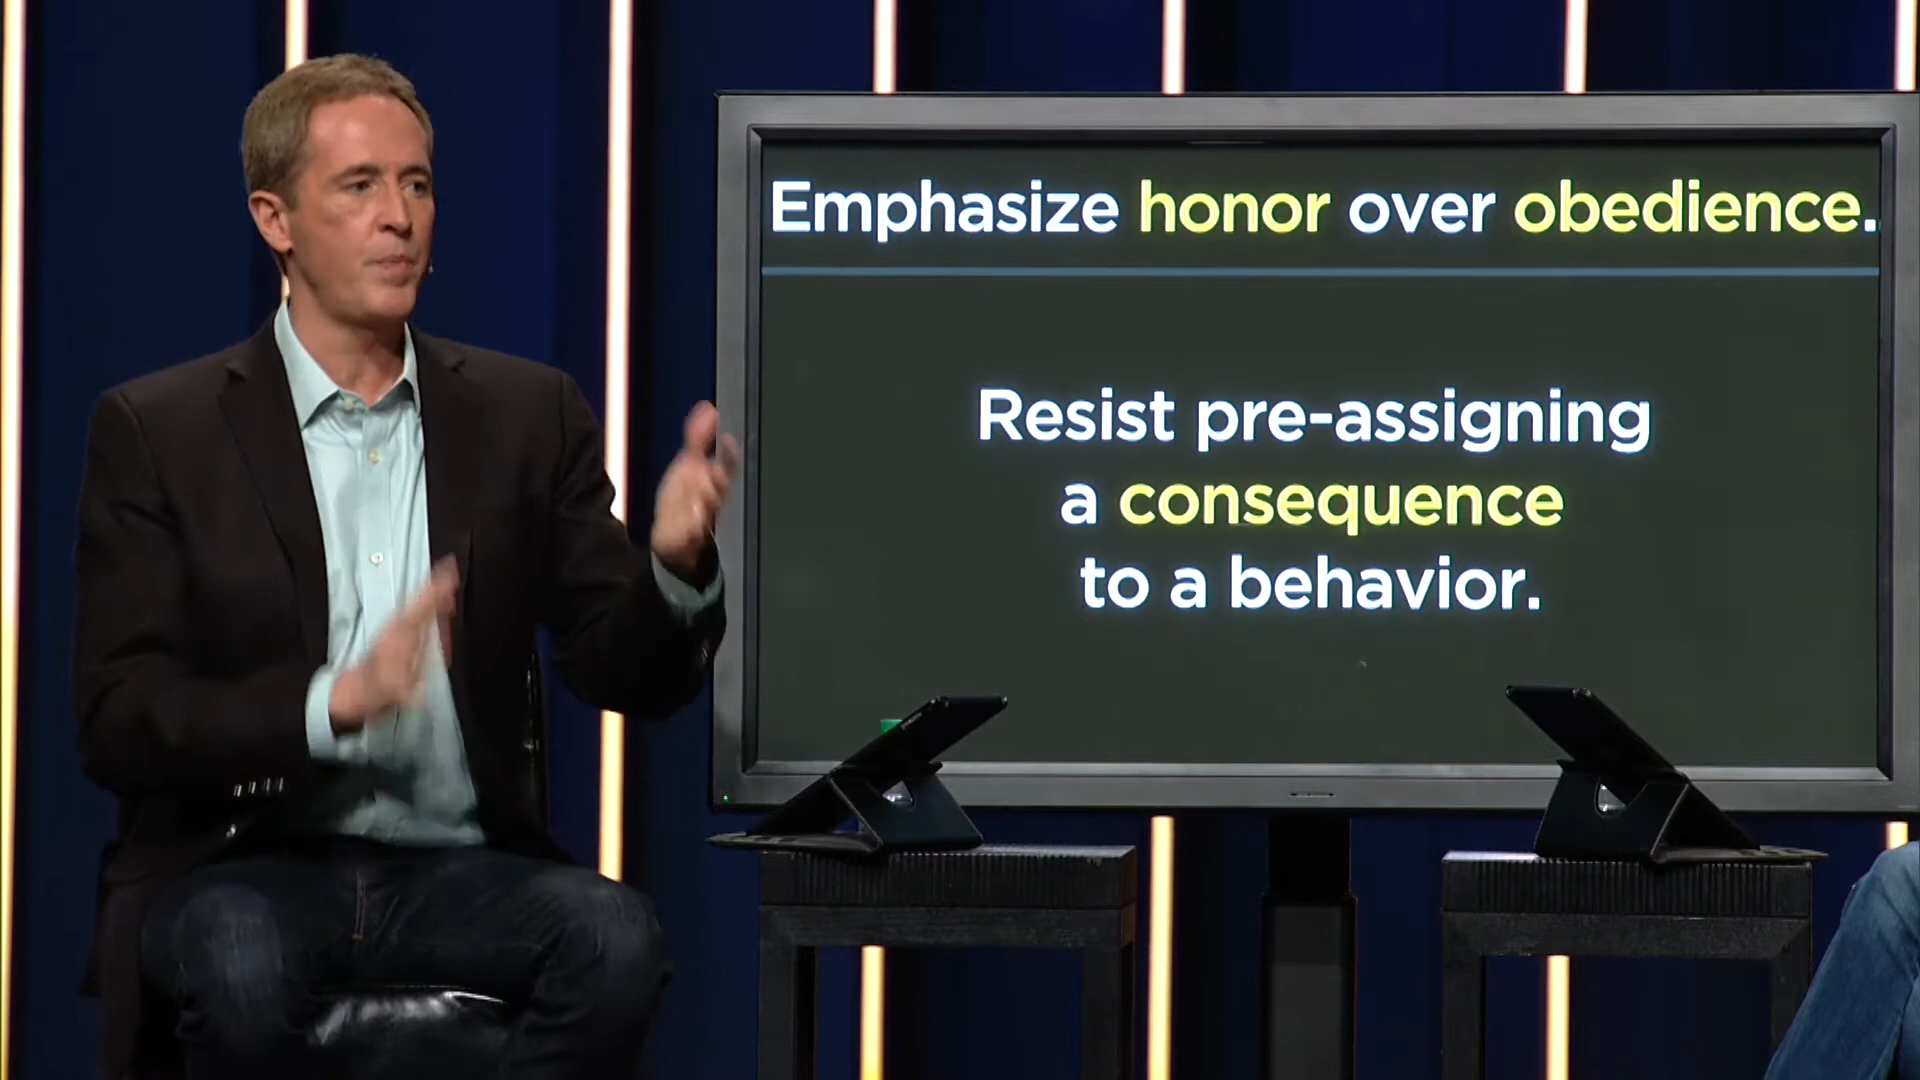 Emphasize honor over obedience.
Resist pre-assigning
a consequence
to a behavior.